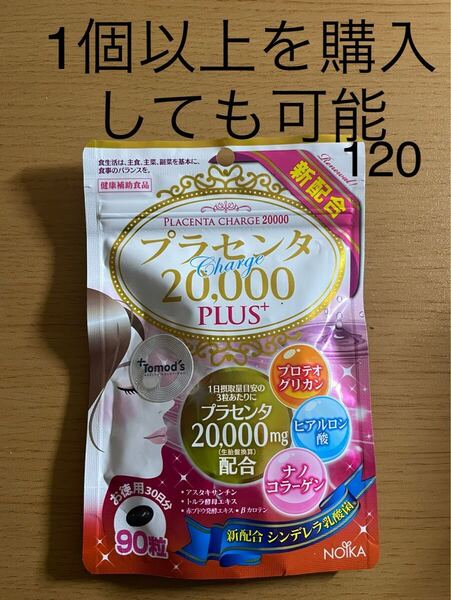 1個以上を購入
しても可能
120
食生活は、主食、主菜、副菜を基本に、
食事のバランスを。
健康補助食品
Renewal!!
新配合
PLACENTA CHARGE 20000
プラセンタ
Charge
20,000
PLUS+
+Tomod's
1日摂取量目安の
3粒あたりに
プラセンタ
20,000mg
(生胎盤換算)
配合
プロテオ
グリカン
ヒアルロン
酸
ナノ
コラーゲン
・アスタキサンチン
・トルラ酵母エキス
・赤ブドウ発酵エキス・βカロテン
お徳用30日分
90粒
新配合 シンデレラ乳酸菌
NOIKA